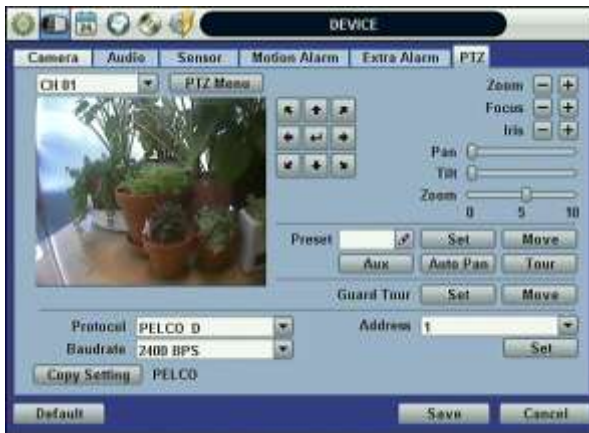 DEVICE
Camera Audio Sensor Motion Alarm Extra Alarm PTZ
CH 01 PTZ Menu
Zoom - +
Focus - +
Iris - +
Pan
Tilt
Zoom
0 5 10
Preset Set Move
Aux Auto Pan Tour
Guard Tour Set Move
Protocol PELCO D Address 1
Baudrate 2400 BPS Set
Copy Setting PELCO
Default Save Cancel